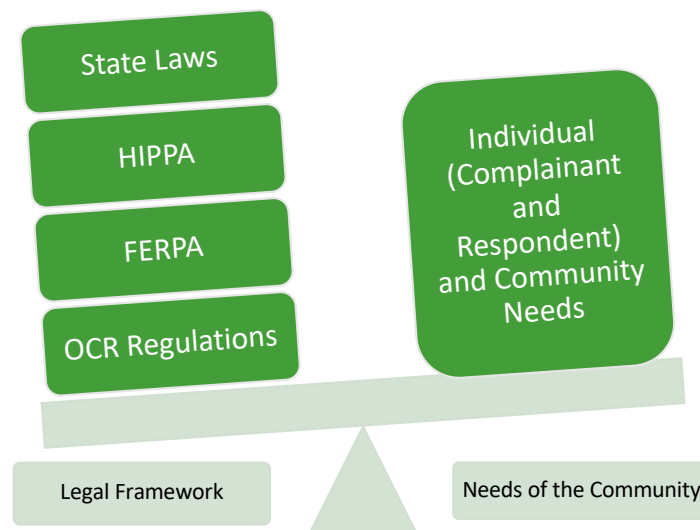 State Laws
HIPPA
FERPA
OCR Regulations
Individual
(Complainant
and
Respondent)
and Community
Needs
Legal Framework
Needs of the Community